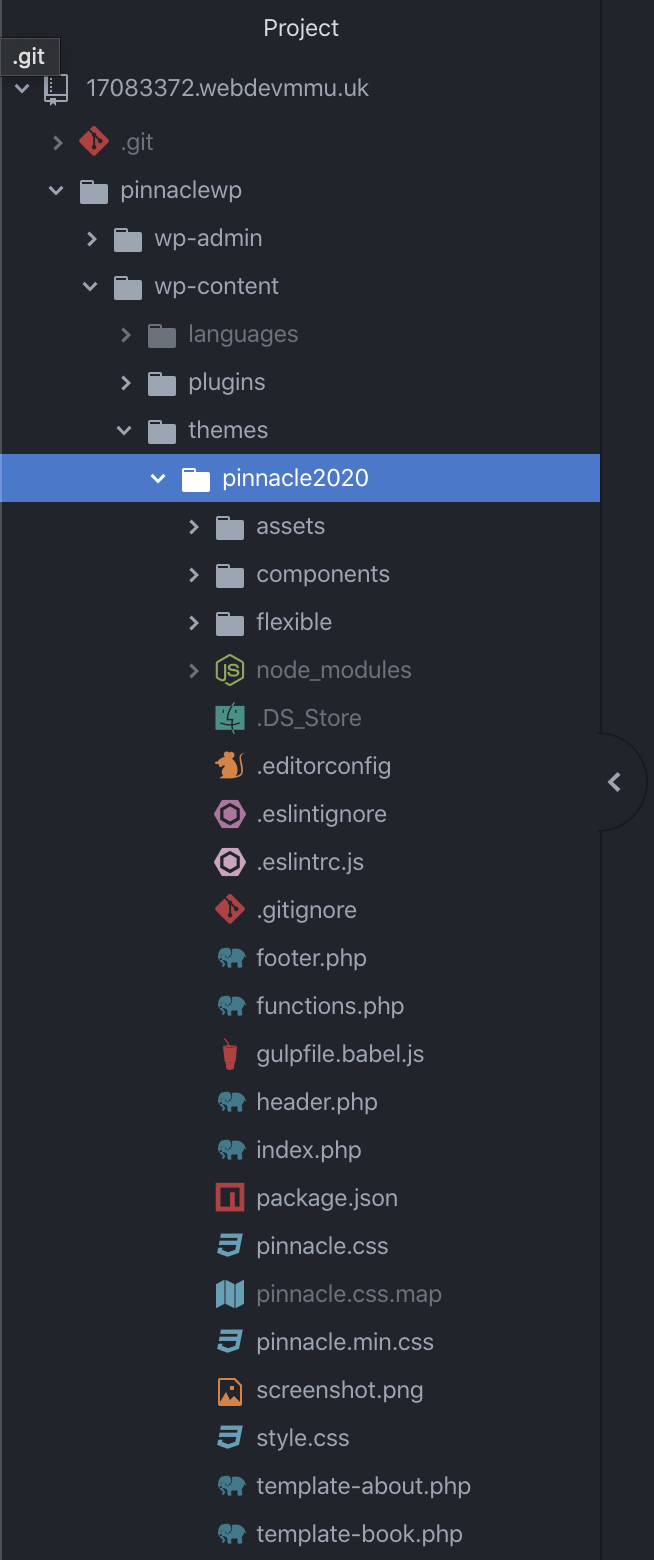 Project
.git
17083372.webdevmmu.uk
.git
pinnaclewp
wp-admin
wp-content
languages
plugins
themes
pinnacle2020
assets
components
flexible
node_modules
.DS_Store
.editorconfig
.eslintignore
.eslintrc.js
.gitignore
footer.php
functions.php
gulpfile.babel.js
header.php
index.php
package.json
pinnacle.css
pinnacle.css.map
pinnacle.min.css
screenshot.png
style.css
template-about.php
template-book.php